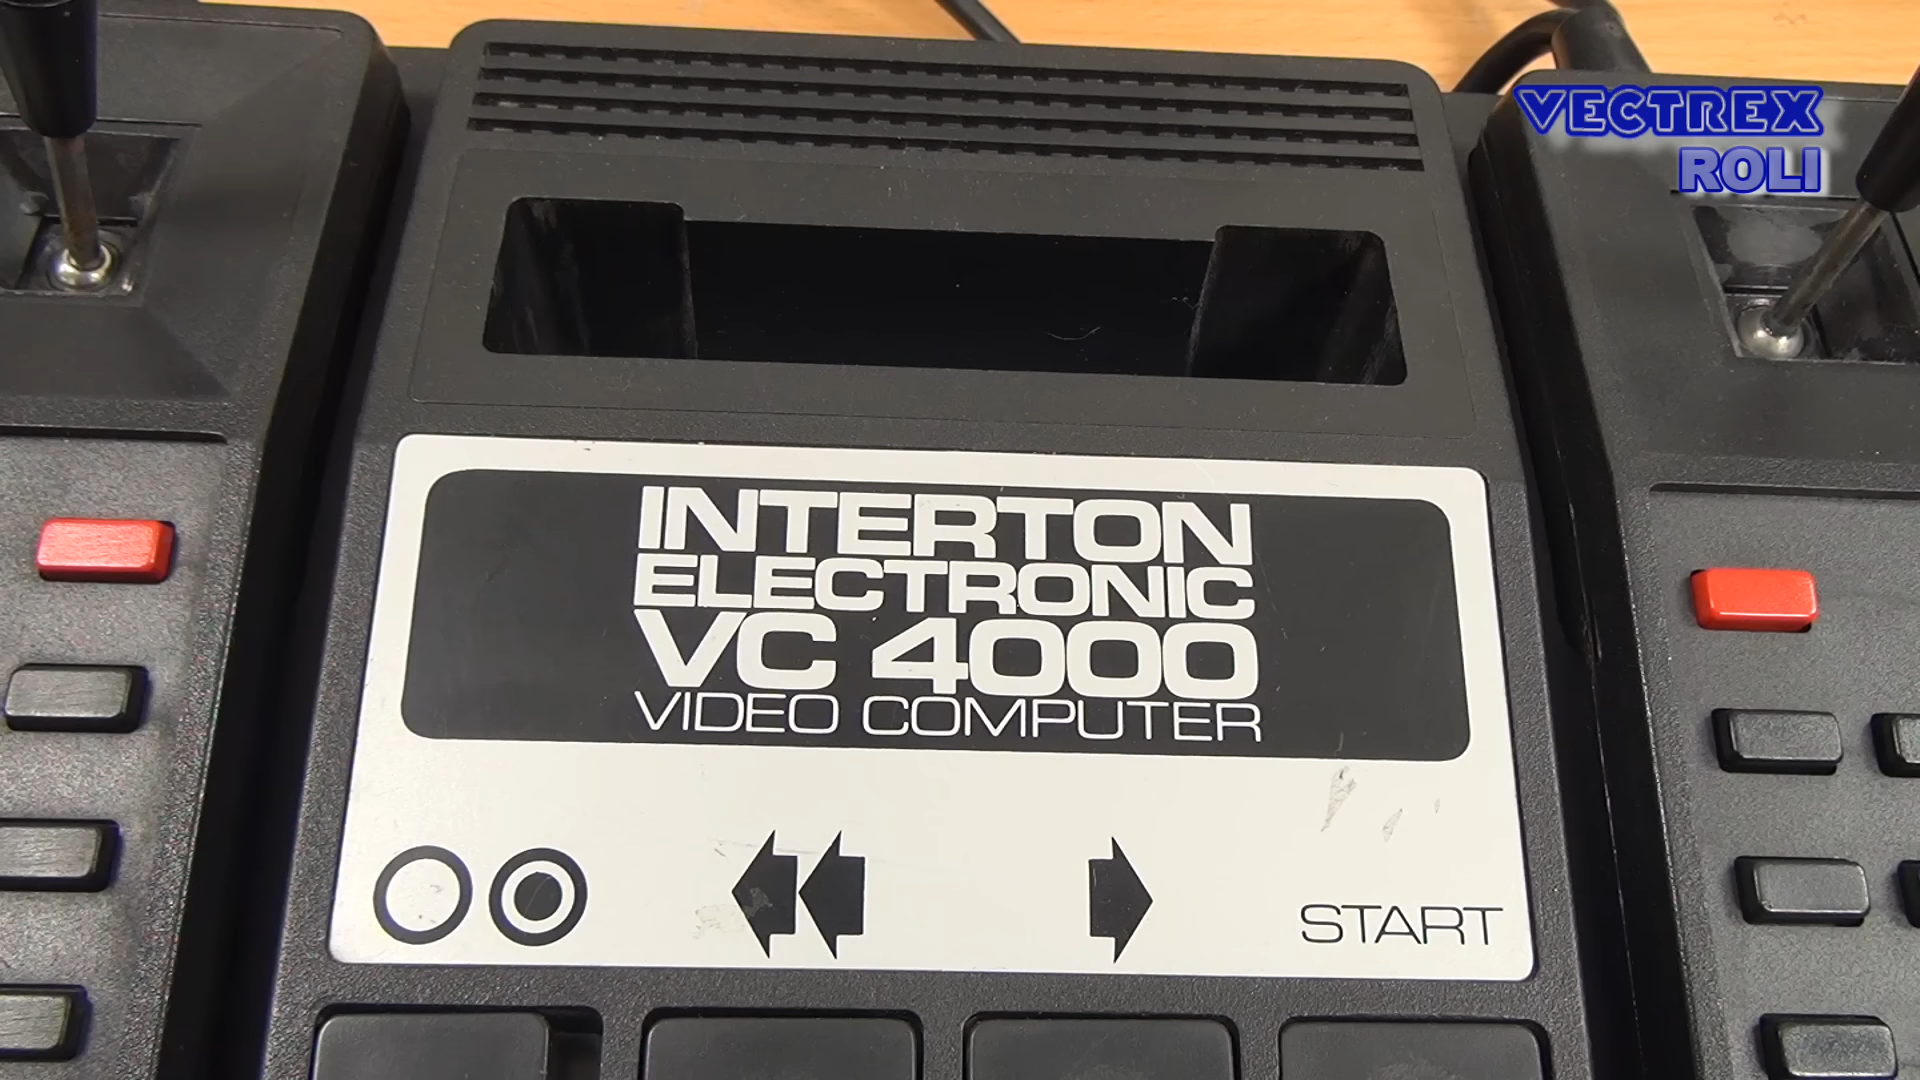 VECTREX
ROLI
INTERTON
ELECTRONIC
VC 4000
VIDEO COMPUTER
START